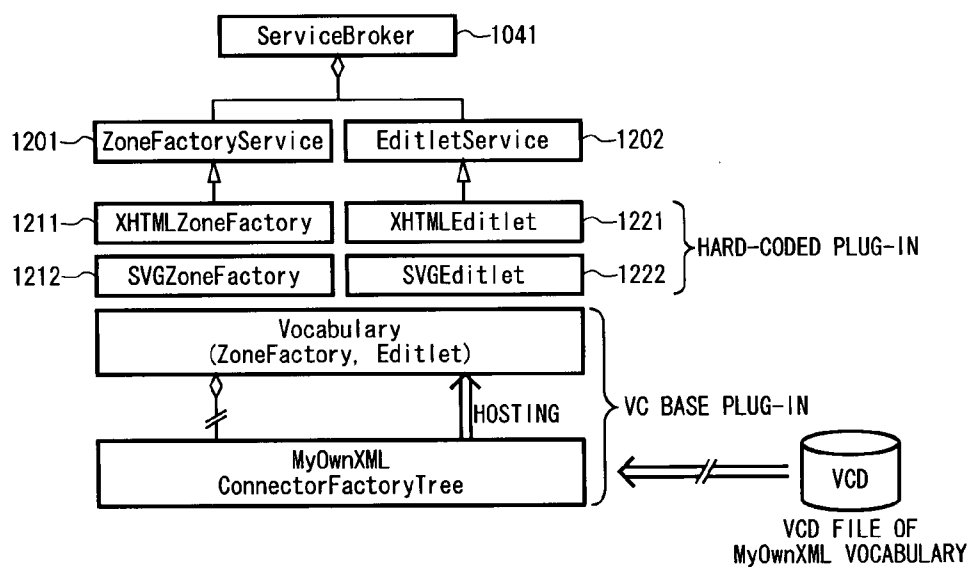 ServiceBroker 1041
1201 ZoneFactoryService EditletService 1202
1211 XHTMLZoneFactory XHTMLEditlet 1221
HARD-CODED PLUG-IN
1212 SVGZoneFactory SVGEditlet 1222
Vocabulary
(ZoneFactory, Editlet)
HOSTING
VC BASE PLUG-IN
MyOwnXML
ConnectorFactoryTree
VCD
VCD FILE OF
MyOwnXML VOCABULARY